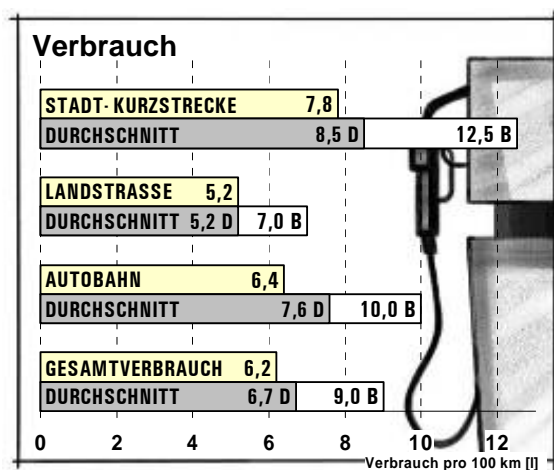 Verbrauch
STADT- KURZSTRECKE 7,8
DURCHSCHNITT 8,5 D 12,5 B
LANDSTRASSE 5,2
DURCHSCHNITT 5,2 D 7,0 B
AUTOBAHN 6,4
DURCHSCHNITT 7,6 D 10,0 B
GESAMTVERBRAUCH 6,2
DURCHSCHNITT 6,7 D 9,0 B
0 2 4 6 8 10 12
Verbrauch pro 100 km [l]